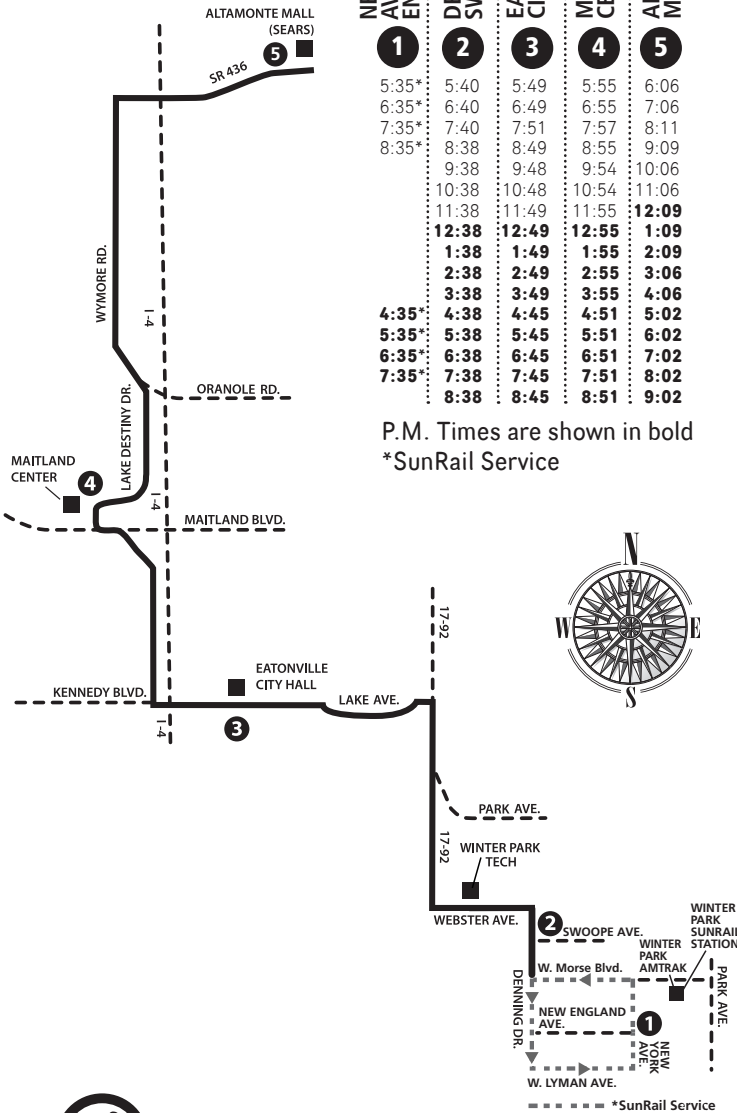 ALTAMONTE MALL
(SEARS)
5
SR 436
WYMORE RD.
I-4
ORANOLE RD.
LAKE DESTINY DR.
MAITLAND
CENTER
4
I-4
MAITLAND BLVD.
EATONVILLE
CITY HALL
KENNEDY BLVD.
LAKE AVE.
3
I-4
17-92
PARK AVE.
17-92
WINTER PARK
TECH
WEBSTER AVE.
2
SWOOPE AVE.
WINTER
PARK
AMTRAK
WINTER
PARK
SUNRAIL
STATION
W. Morse Blvd.
DENNING DR.
NEW ENGLAND
AVE.
1
NEW
YORK
AVE.
PARK AVE.
W. LYMAN AVE.
*SunRail Service
1 2 3 4 5
5:35* 5:40 5:49 5:55 6:06
6:35* 6:40 6:49 6:55 7:06
7:35* 7:40 7:51 7:57 8:11
8:35* 8:38 8:49 8:55 9:09
9:38 9:48 9:54 10:06
10:38 10:48 10:54 11:06
11:38 11:49 11:55 12:09
12:38 12:49 12:55 1:09
1:38 1:49 1:55 2:09
2:38 2:49 2:55 3:06
3:38 3:49 3:55 4:06
4:35* 4:38 4:45 4:51 5:02
5:35* 5:38 5:45 5:51 6:02
6:35* 6:38 6:45 6:51 7:02
7:35* 7:38 7:45 7:51 8:02
8:38 8:45 8:51 9:02
P.M. Times are shown in bold
*SunRail Service
N
W
E
S